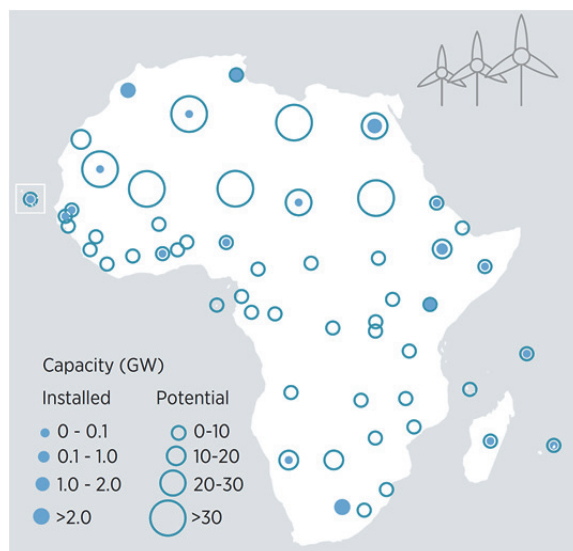 Capacity (GW)
Installed Potential
0 - 0.1 0-10
0.1 - 1.0 10-20
1.0 - 2.0 20-30
>2.0 >30